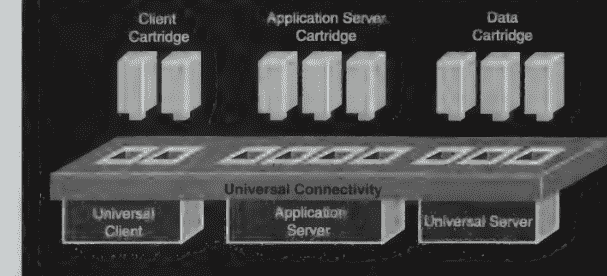 Client
Cartridge
Application Server
Cartridge
Data
Cartridge
Universal Connectivity
Universal
Client
Application
Server
Universal Server